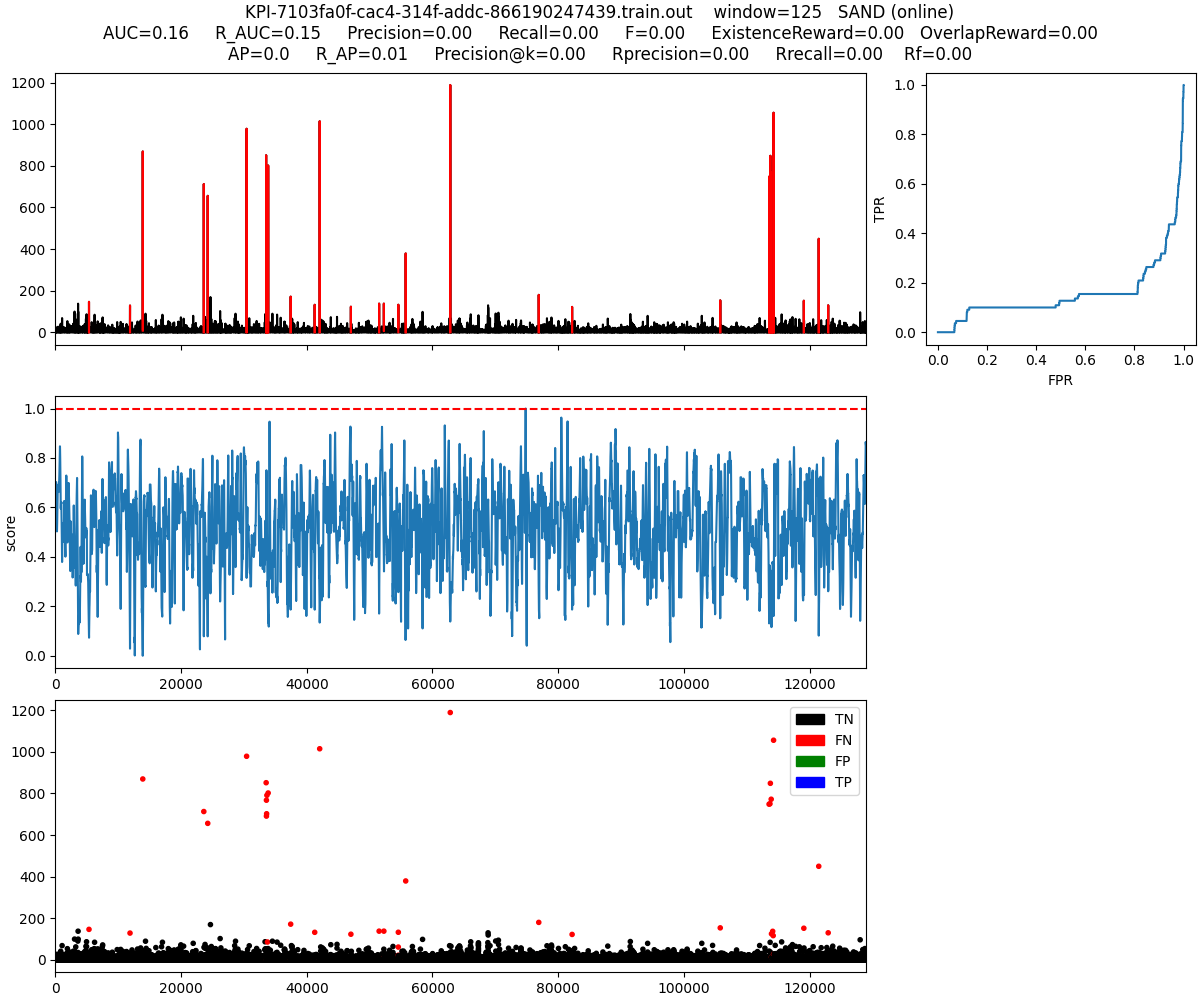 KPI-7103fa0f-cac4-314f-addc-866190247439.train.out    window=125   SAND (online)
AUC=0.16     R_AUC=0.15     Precision=0.00     Recall=0.00     F=0.00     ExistenceReward=0.00   OverlapReward=0.00
AP=0.0     R_AP=0.01     Precision@k=0.00     Rprecision=0.00     Rrecall=0.00    Rf=0.00
1200
1000
800
600
400
200
0
1.0
0.8
0.6
0.4
0.2
0.0
TPR
0.0 0.2 0.4 0.6 0.8 1.0
FPR
1.0
0.8
0.6
0.4
0.2
0.0
score
0 20000 40000 60000 80000 100000 120000
1200
1000
800
600
400
200
0
TN
FN
FP
TP
0 20000 40000 60000 80000 100000 120000